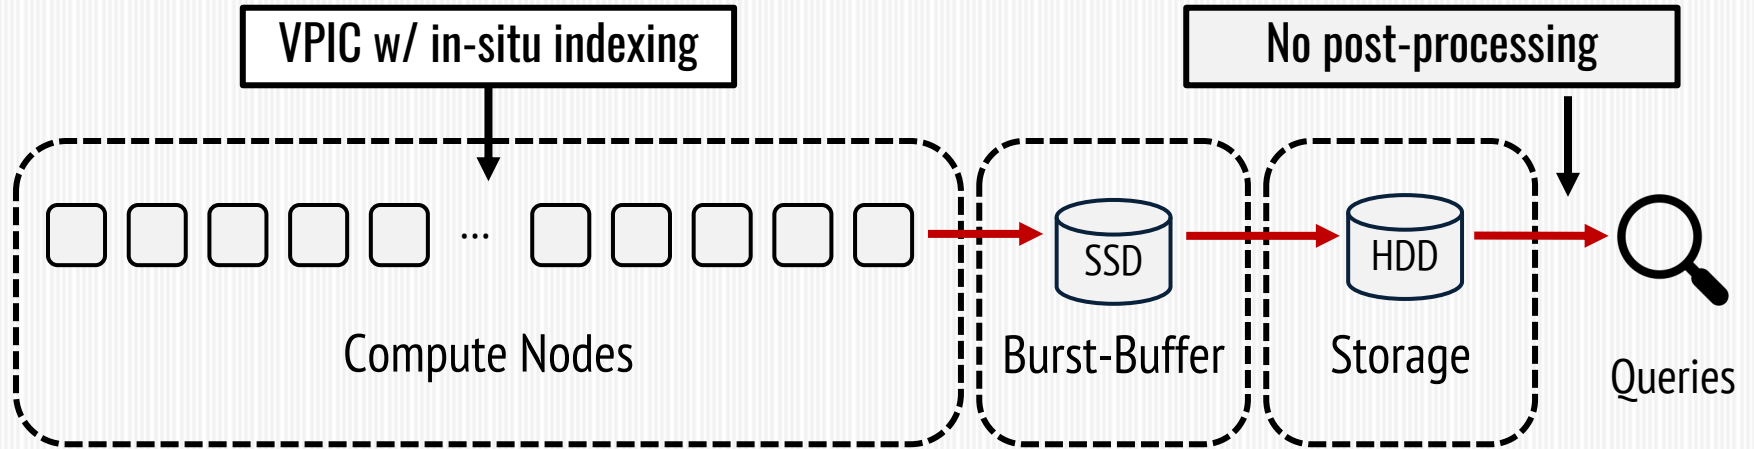 VPIC w/ in-situ indexing
No post-processing
...
SSD
HDD
Compute Nodes
Burst-Buffer
Storage
Queries